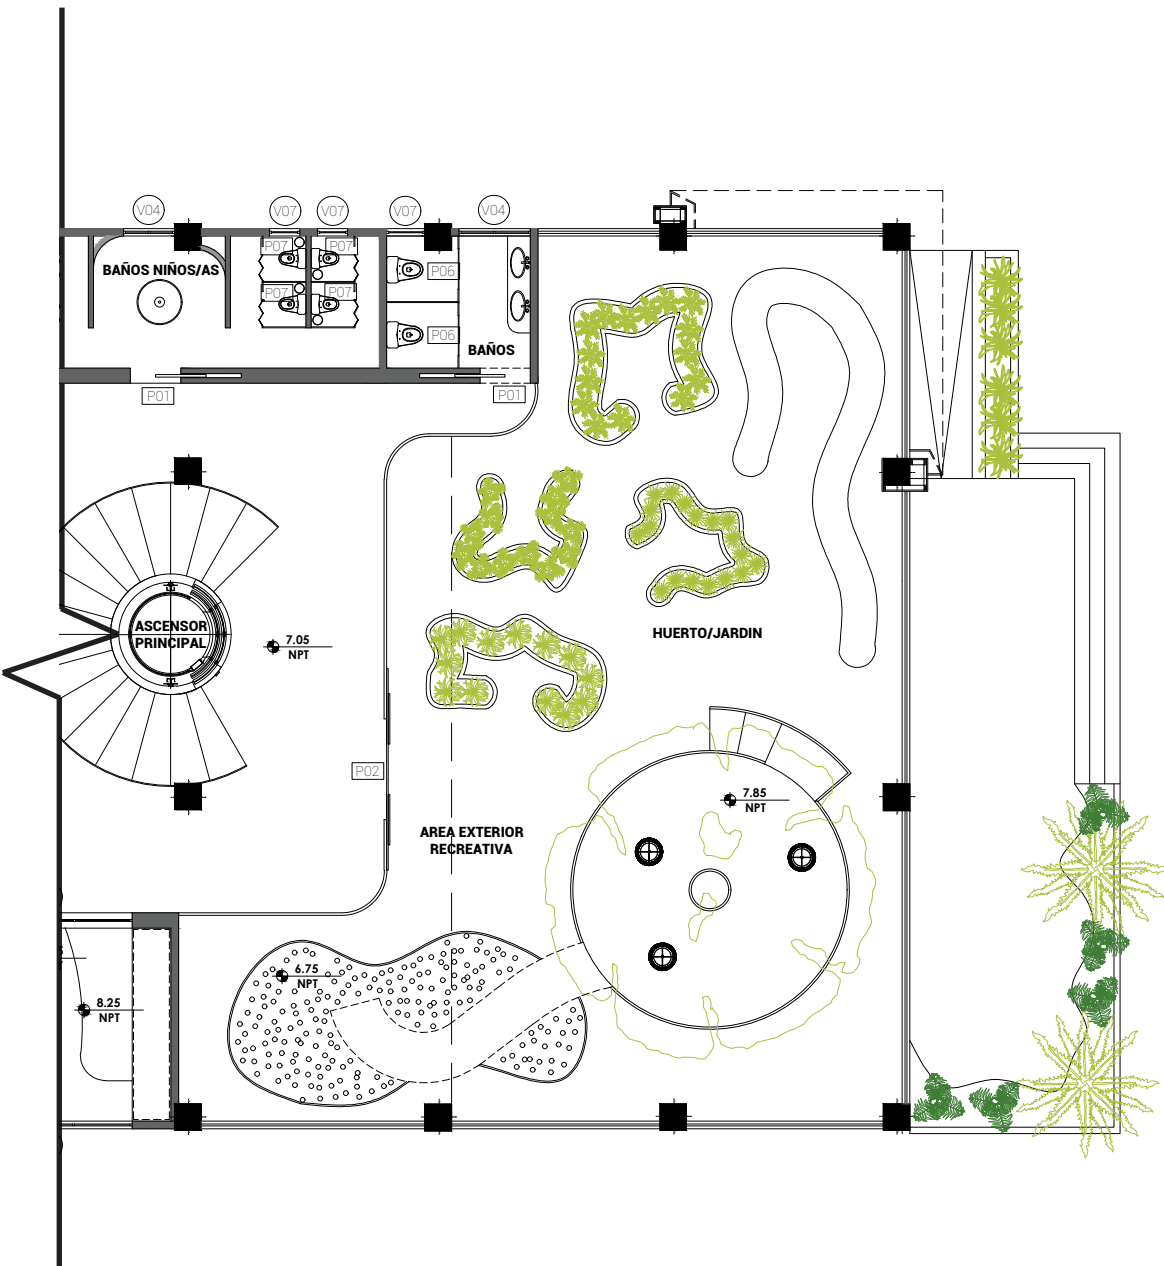 V04
V07
V07
V07
V04
P07
P07
BAÑOS NIÑOS/AS
P06
P07
P07
P06
BAÑOS
P01
P01
ASCENSOR
PRINCIPAL
7.05
NPT
HUERTO/JARDIN
P02
7.85
NPT
AREA EXTERIOR
RECREATIVA
6.75
NPT
8.25
NPT